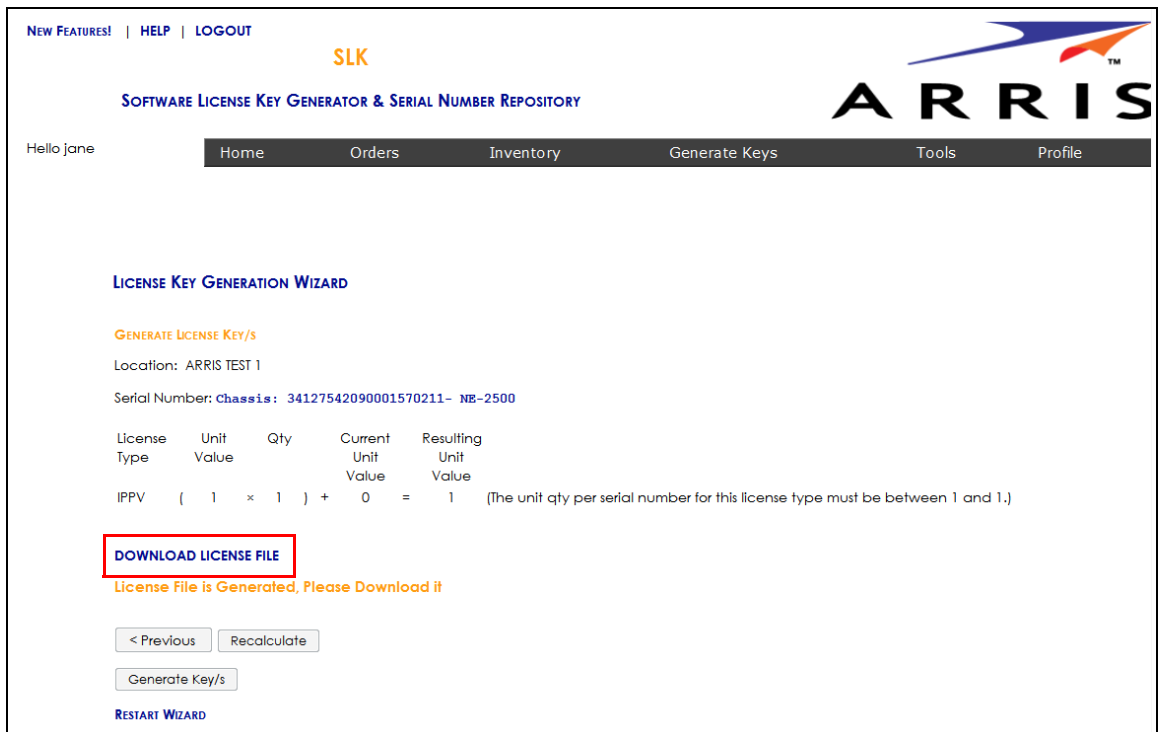 NEW FEATURES! | HELP | LOGOUT
SLK
SOFTWARE LICENSE KEY GENERATOR & SERIAL NUMBER REPOSITORY
TM
ARRIS
Hello jane
Home Orders Inventory Generate Keys Tools Profile
LICENSE KEY GENERATION WIZARD
GENERATE LICENSE KEY/S
Location: ARRIS TEST 1
Serial Number: Chassis: 34127542090001570211- NE-2500
License Unit Qty Current Resulting
Type Value Unit Unit
Value Value
IPPV ( 1 × 1 ) + 0 = 1 (The unit qty per serial number for this license type must be between 1 and 1.)
DOWNLOAD LICENSE FILE
License File is Generated, Please Download it
< Previous Recalculate
Generate Key/s
RESTART WIZARD